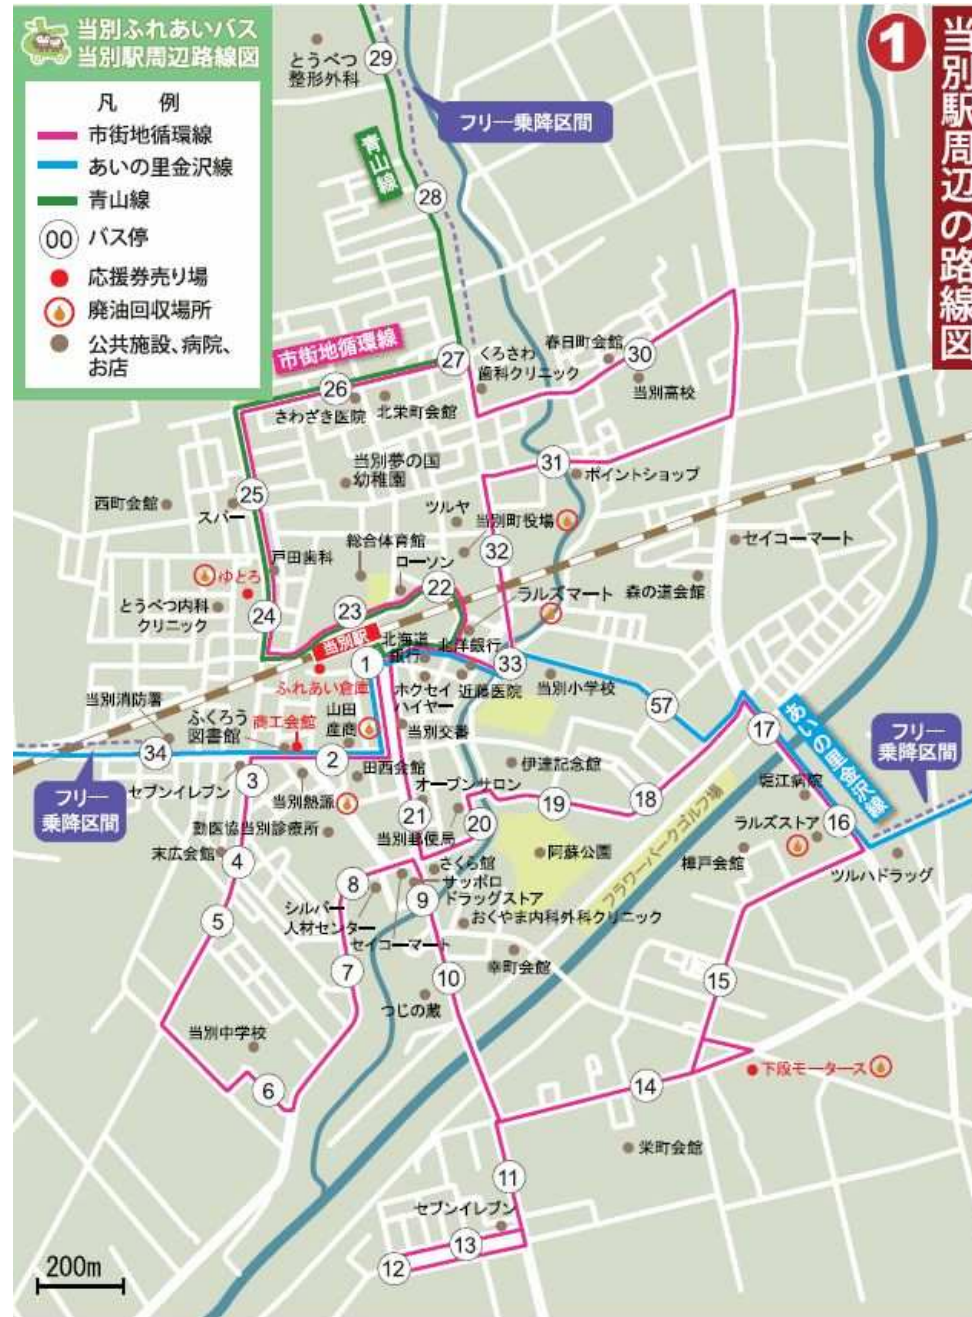 当別ふれあいバス
当別駅周辺路線図
凡 例
市街地循環線
あいの里金沢線
青山線
00 バス停
応援券売り場
廃油回収場所
公共施設、病院、
お店
1
当別駅周辺の路線図
とうべつ
整形外科
29
フリー乗降区間
青山線
28
市街地循環線
27
くろさわ
歯科クリニック
春日町会館
30
当別高校
26
さわざき医院
北栄町会館
当別夢の国
幼稚園
31
ポイントショップ
西町会館
25
スパー
ツルヤ
当別町役場
総合体育館
32
セイコーマート
戸田歯科
ローソン
ゆとろ
22
ラルズマート
森の道会館
とうべつ内科
クリニック
24
23
当別駅
北海道
銀行
北洋銀行
1
33
ふれあい倉庫
ホクセイ
ハイヤー
近藤医院
当別小学校
当別消防署
山田
産商
57
ふくろう
図書館
商工会館
当別交番
17
あいの里金沢線
フリー
乗降区間
34
2
田西会館
伊達記念館
3
セブンイレブン
当別熱源
オープンサロン
堀江病院
フリー
乗降区間
21
19
18
16
勤医協当別診療所
当別郵便局
20
ラルズストア
末広会館
4
阿蘇公園
フラワーパークゴルフ場
樺戸会館
ツルハドラッグ
さくら館
8
サッポロ
ドラッグストア
シルバー
人材センター
9
おくやま内科外科クリニック
5
セイコーマート
幸町会館
7
10
15
つじの蔵
当別中学校
下段モータース
6
14
栄町会館
11
セブンイレブン
13
12
200m